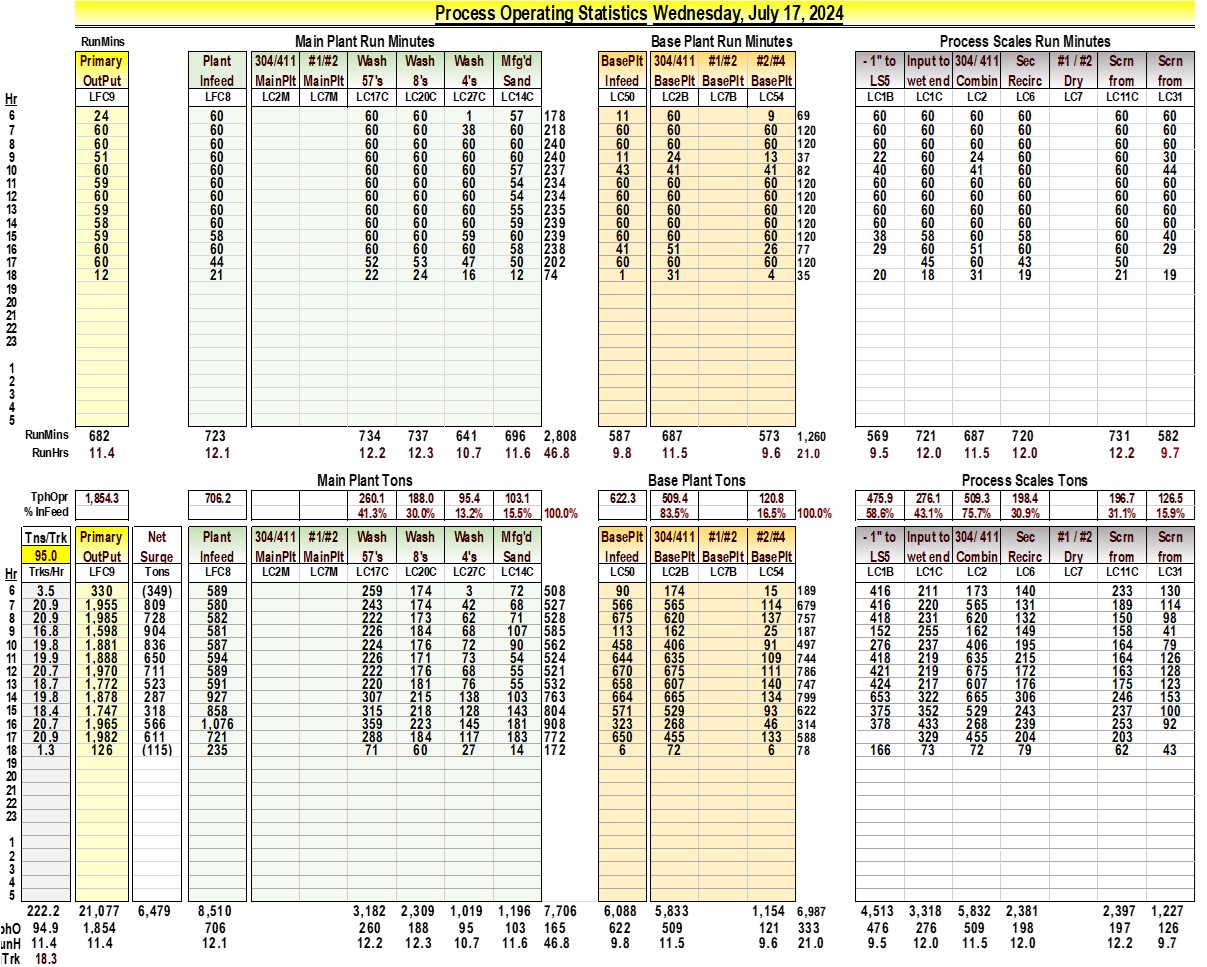 Process Operating Statistics Wednesday, July 17, 2024
RunMins Main Plant Run Minutes Base Plant Run Minutes Process Scales Run Minutes
Primary Plant 304/411 #1/#2 Wash Wash Wash Mfg'd BasePlt 304/411 #1/#2 #2/#4 - 1" to Input to 304/ 411 Sec #1 / #2 Scrn Scrn
OutPut Infeed MainPlt MainPlt 57's 8's 4's Sand Infeed BasePlt BasePlt BasePlt LS5 wet end Combin Recirc Dry from from
Hr LFC9 LFC8 LC2M LC7M LC17C LC20C LC27C LC14C LC50 LC2B LC7B LC54 LC1B LC1C LC2 LC6 LC7 LC11C LC31
6 24 60 60 60 1 57 178 11 60 9 69 60 60 60 60 60 60
7 60 60 60 60 38 60 218 60 60 60 120 60 60 60 60 60 60
8 60 60 60 60 60 60 240 60 60 60 120 60 60 60 60 60 60
9 51 60 60 60 60 60 240 11 24 13 37 22 60 24 60 60 30
10 60 60 60 60 60 57 237 43 41 41 82 40 60 41 60 60 44
11 59 60 60 60 60 54 234 60 60 60 120 60 60 60 60 60 60
12 60 60 60 60 60 54 234 60 60 60 120 60 60 60 60 60 60
13 59 60 60 60 60 55 235 60 60 60 120 60 60 60 60 60 60
14 58 60 60 60 60 59 239 60 60 60 120 60 60 60 60 60 60
15 59 58 60 60 59 60 239 60 60 60 120 38 58 60 58 60 40
16 60 60 60 60 60 58 238 41 51 26 77 29 60 51 60 60 29
17 60 44 52 53 47 50 202 60 60 60 120 45 60 43 50
18 12 21 22 24 16 12 74 1 31 4 35 20 18 31 19 21 19
19
20
21
22
23
1
2
3
4
5
RunMins 682 723 734 737 641 696 2,808 587 687 573 1,260 569 721 687 720 731 582
RunHrs 11.4 12.1 12.2 12.3 10.7 11.6 46.8 9.8 11.5 9.6 21.0 9.5 12.0 11.5 12.0 12.2 9.7
Main Plant Tons Base Plant Tons Process Scales Tons
TphOpr 1,854.3 706.2 260.1 188.0 95.4 103.1 622.3 509.4 120.8 475.9 276.1 509.3 198.4 196.7 126.5
% InFeed 41.3% 30.0% 13.2% 15.5% 100.0% 83.5% 16.5% 100.0% 58.6% 43.1% 75.7% 30.9% 31.1% 15.9%
Tns/Trk Primary Net Plant 304/411 #1/#2 Wash Wash Wash Mfg'd BasePlt 304/411 #1/#2 #2/#4 - 1" to Input to 304/ 411 Sec #1 / #2 Scrn Scrn
95.0 OutPut Surge Infeed MainPlt MainPlt 57's 8's 4's Sand Infeed BasePlt BasePlt BasePlt LS5 wet end Combin Recirc Dry from from
Hr Trks/Hr LFC9 Tons LFC8 LC2M LC7M LC17C LC20C LC27C LC14C LC50 LC2B LC7B LC54 LC1B LC1C LC2 LC6 LC7 LC11C LC31
6 3.5 330 (349) 589 259 174 3 72 508 90 174 15 189 416 211 173 140 233 130
7 20.9 1,955 809 580 243 174 42 68 527 566 565 114 679 416 220 565 131 189 114
8 20.9 1,985 728 582 222 173 62 71 528 675 620 137 757 418 231 620 132 150 98
9 16.8 1,598 904 581 226 184 68 107 585 113 162 25 187 152 255 162 149 158 41
10 19.8 1,881 836 587 224 176 72 90 562 458 406 91 497 276 237 406 195 164 79
11 19.9 1,888 650 594 226 171 73 54 524 644 635 109 744 418 219 635 215 164 126
12 20.7 1,970 711 589 222 176 68 55 521 670 675 111 786 421 219 675 172 163 128
13 18.7 1,772 523 591 220 181 76 55 532 658 607 140 747 424 217 607 176 175 123
14 19.8 1,878 287 927 307 215 138 103 763 664 665 134 799 653 322 665 306 246 153
15 18.4 1,747 318 858 315 218 128 143 804 571 529 93 622 375 352 529 243 237 100
16 20.7 1,965 566 1,076 359 223 145 181 908 323 268 46 314 378 433 268 239 253 92
17 20.9 1,982 611 721 288 184 117 183 772 650 455 133 588 329 455 204 203
18 1.3 126 (115) 235 71 60 27 14 172 6 72 6 78 166 73 72 79 62 43
19
20
21
22
23
1
2
3
4
5
222.2 21,077 6,479 8,510 3,182 2,309 1,019 1,196 7,706 6,088 5,833 1,154 6,987 4,513 3,318 5,832 2,381 2,397 1,227
phO 94.9 1,854 706 260 188 95 103 165 622 509 121 333 476 276 509 198 197 126
unH 11.4 11.4 12.1 12.2 12.3 10.7 11.6 46.8 9.8 11.5 9.6 21.0 9.5 12.0 11.5 12.0 12.2 9.7
Trk 18.3